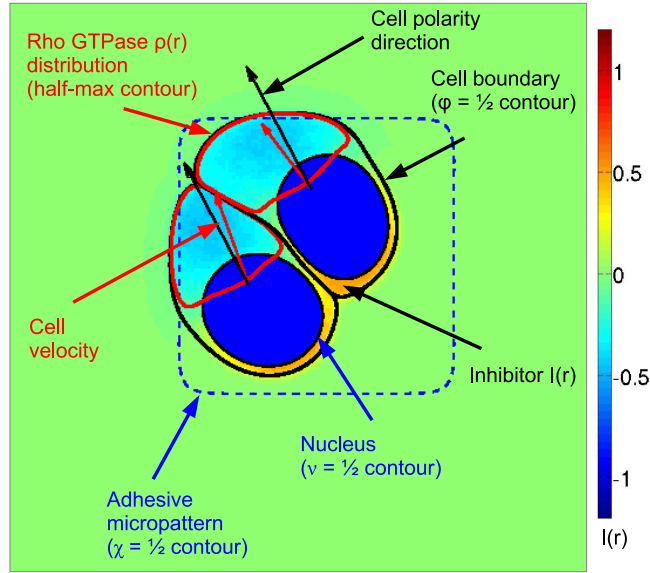 Rho GTPase ρ(r)
distribution
(half-max contour)
Cell polarity
direction
Cell boundary
(φ = ½ contour)
Cell
velocity
Inhibitor I(r)
Nucleus
(ν = ½ contour)
Adhesive
micropattern
(χ = ½ contour)
1
0.5
0
-0.5
-1
I(r)